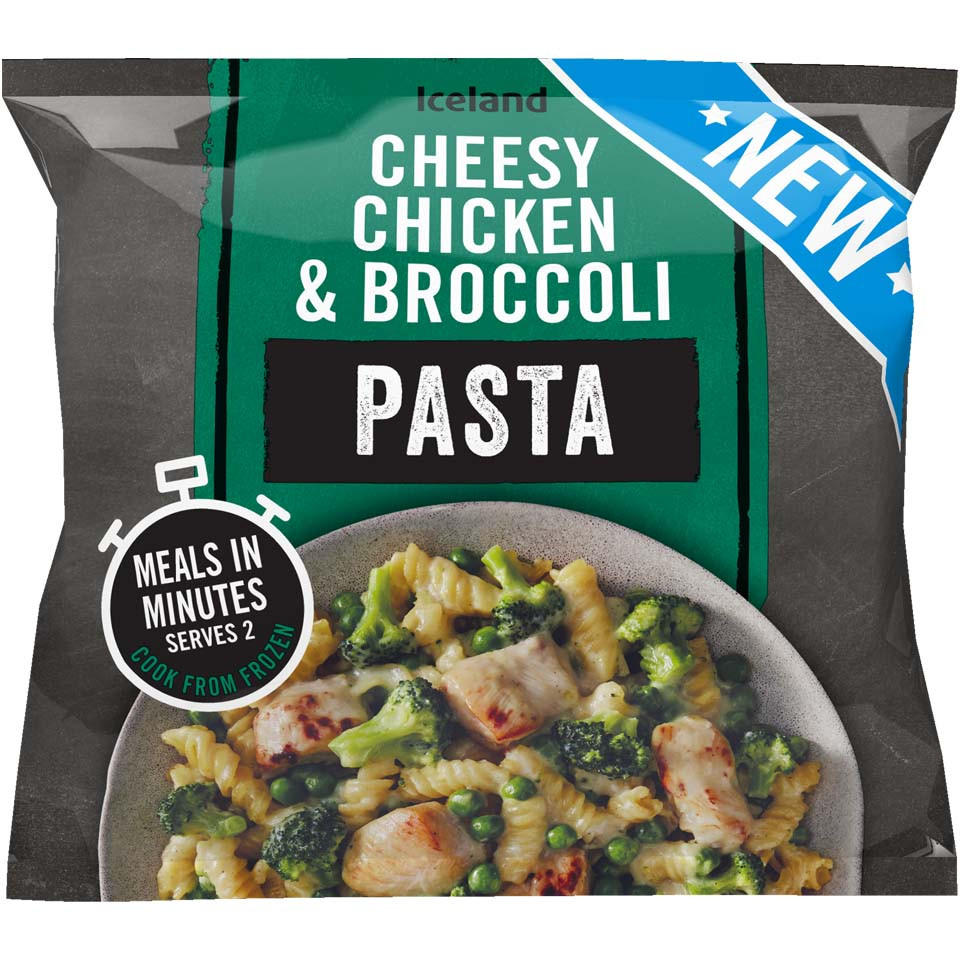 Iceland
CHEESY
CHICKEN
& BROCCOLI
PASTA
NEW
MEALS IN
MINUTES
SERVES 2
COOK FROM FROZEN